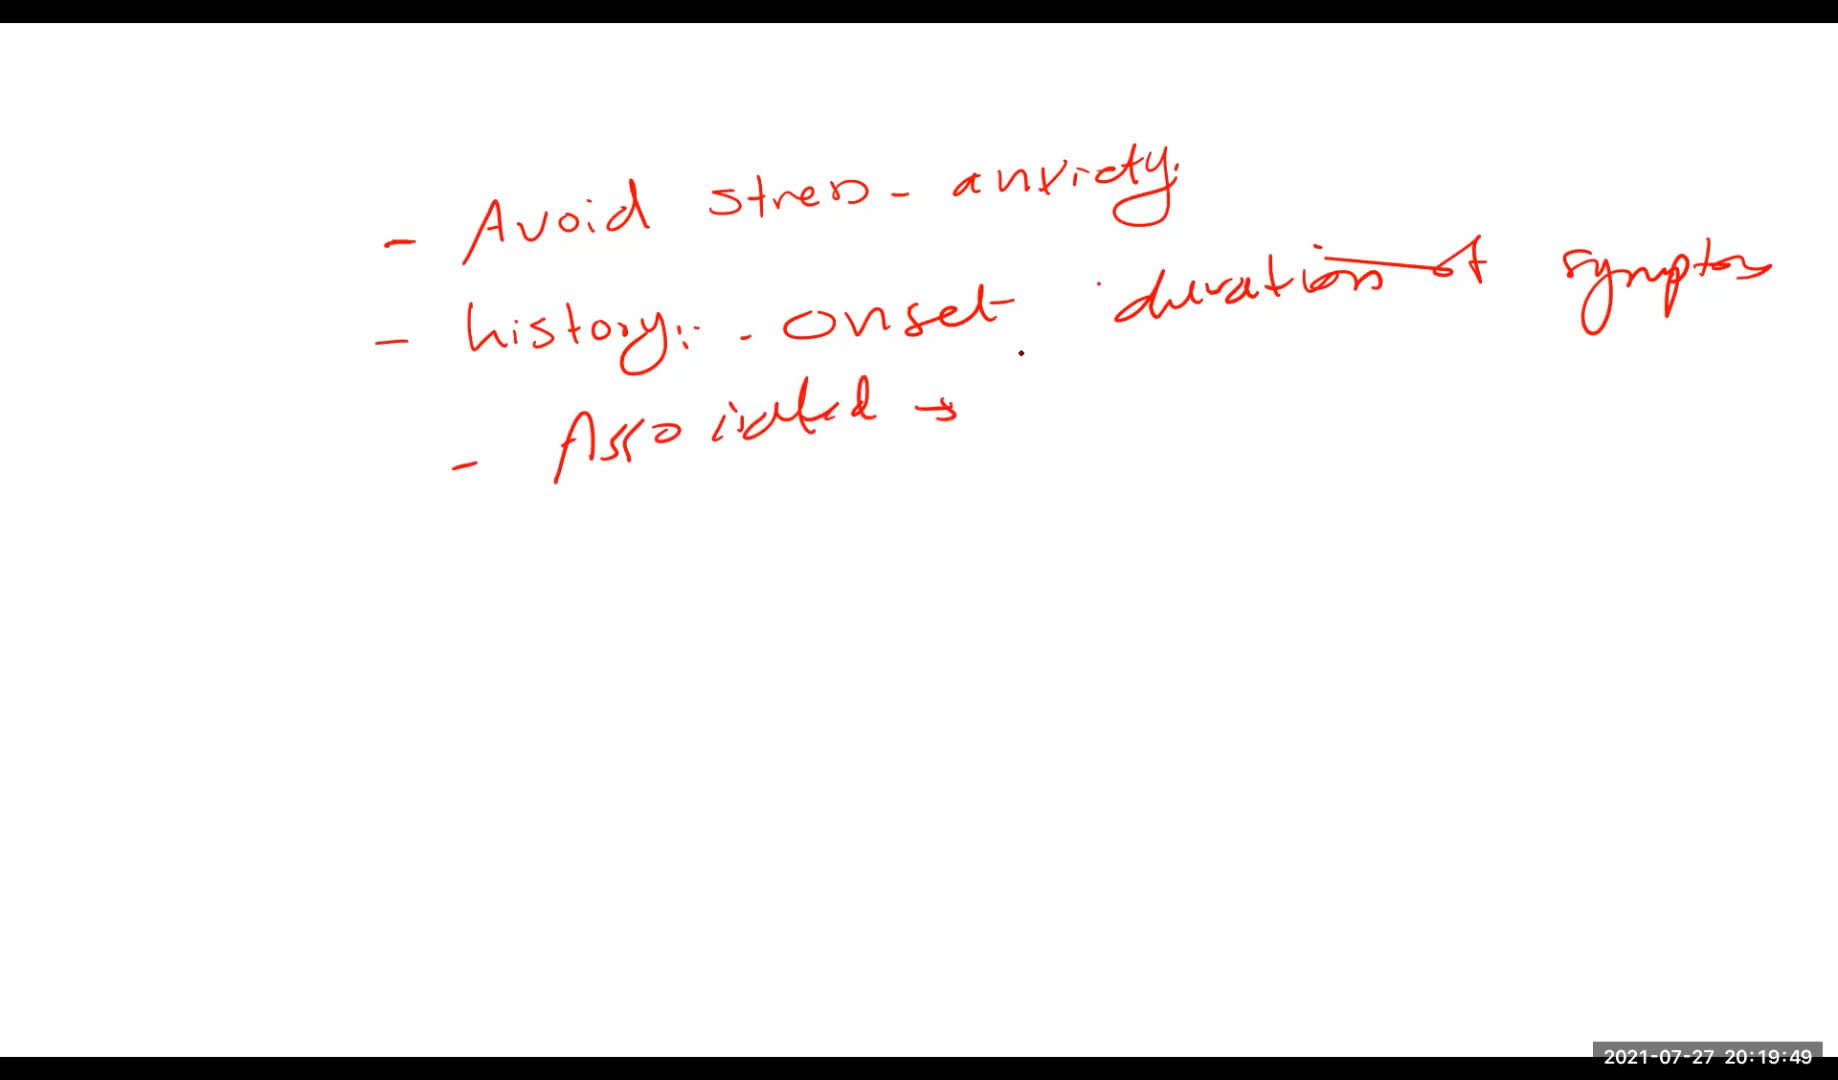 - Avoid stress - anxiety.
- history: . onset . duration of symptoms
- Associated →
2021-07-27 20:19:49